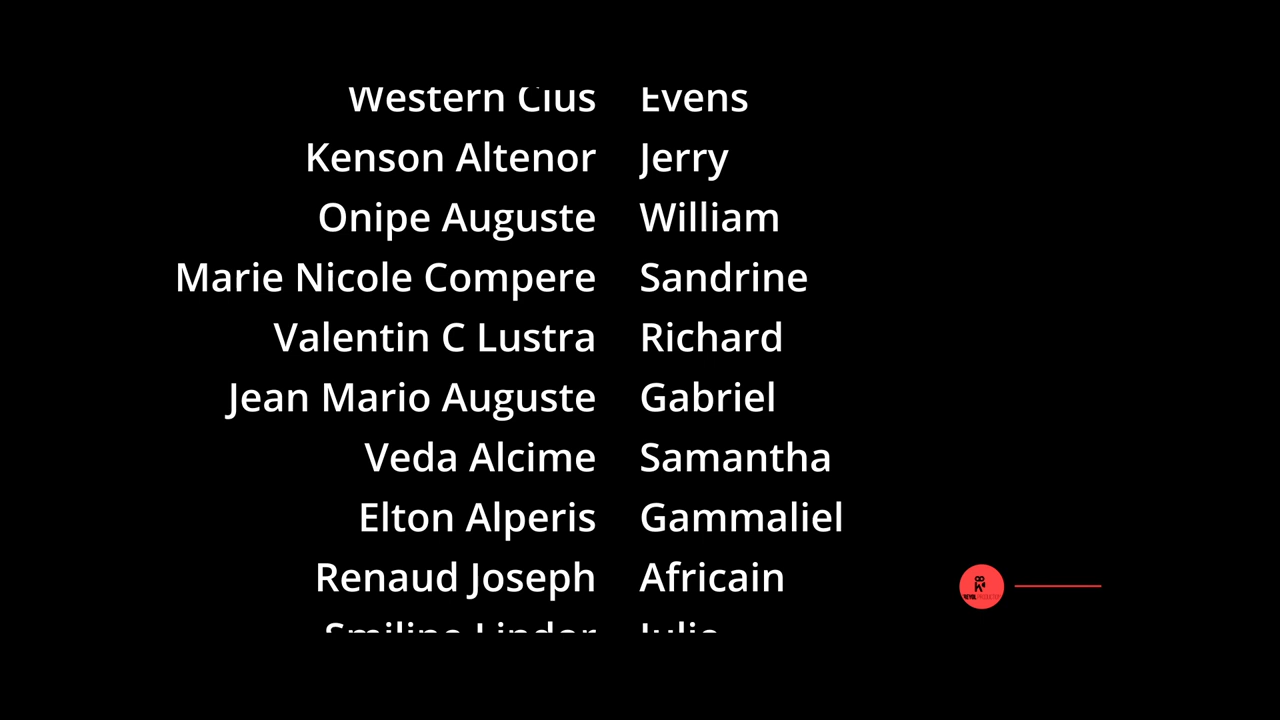 Western Cius Evens
Kenson Altenor Jerry
Onipe Auguste William
Marie Nicole Compere Sandrine
Valentin C Lustra Richard
Jean Mario Auguste Gabriel
Veda Alcime Samantha
Elton Alperis Gammaliel
Renaud Joseph Africain